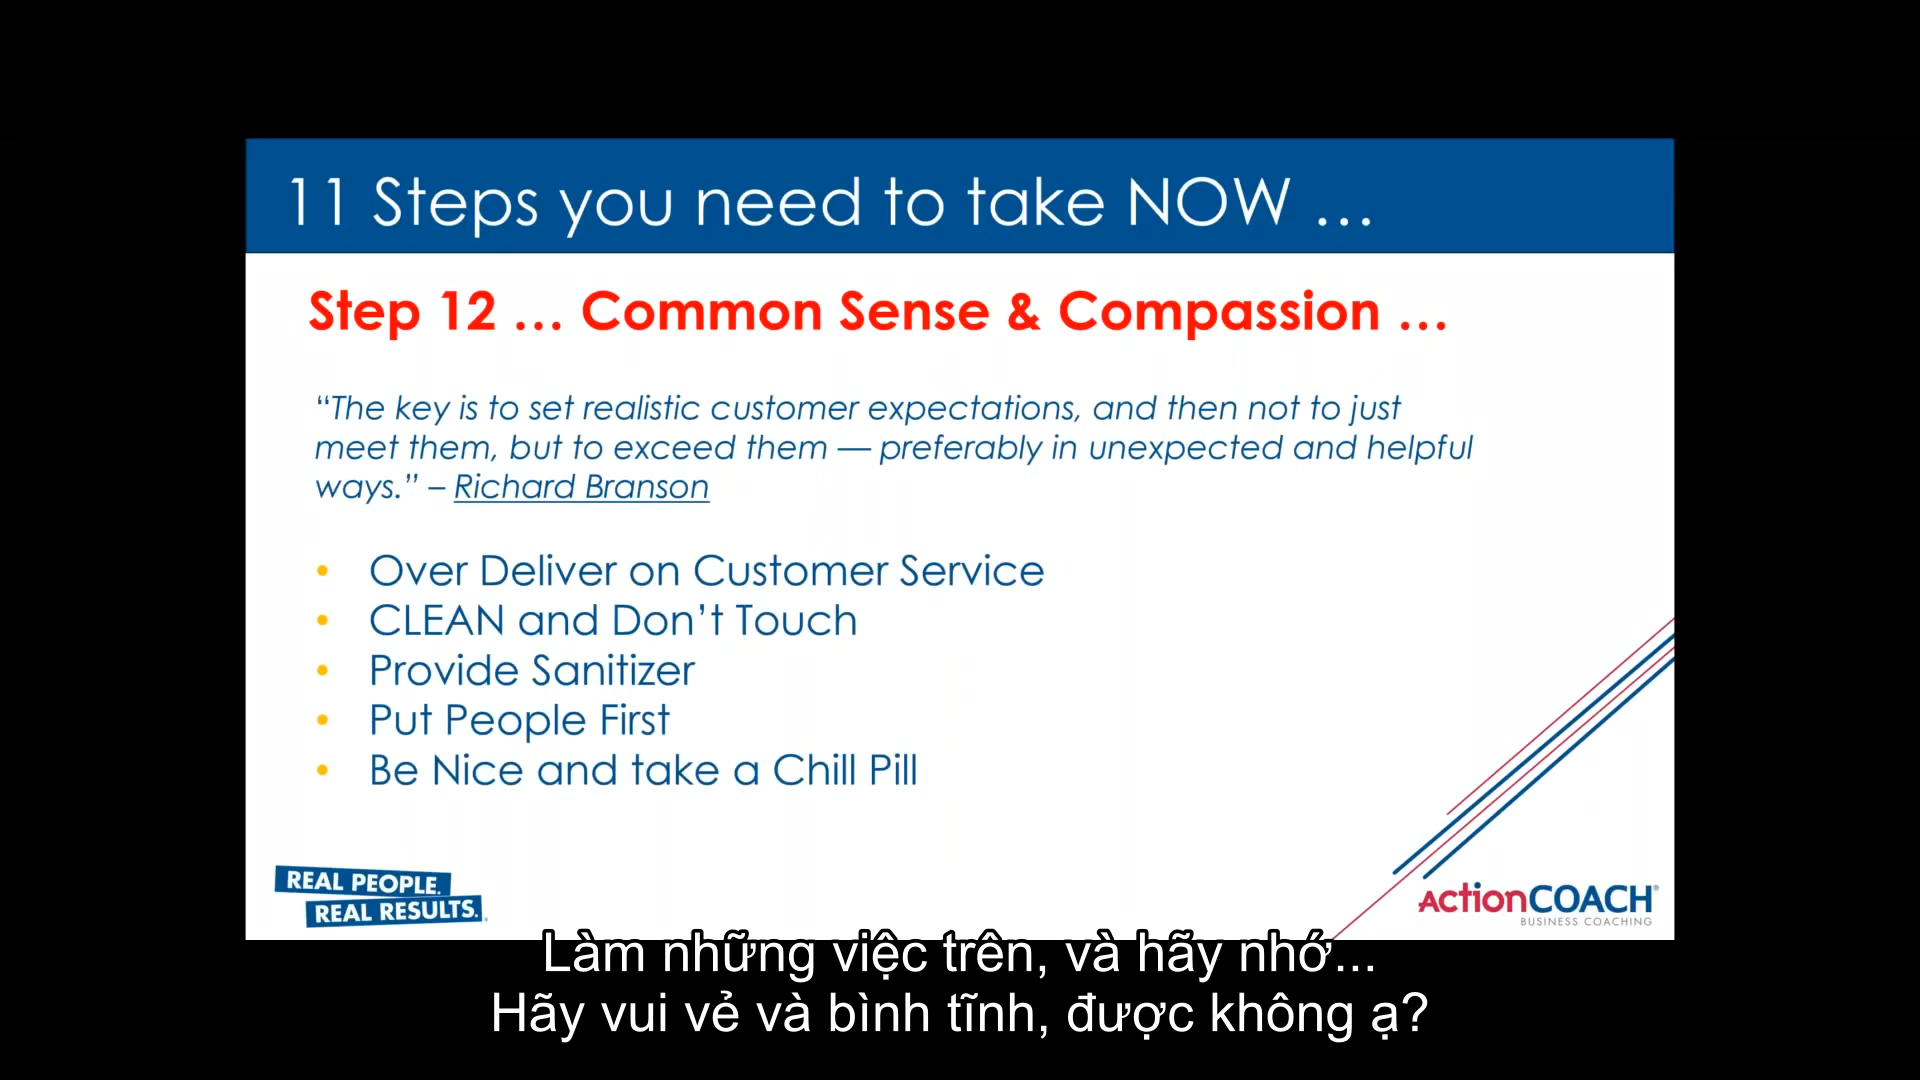 11 Steps you need to take NOW ...
Step 12 ... Common Sense & Compassion ...
“The key is to set realistic customer expectations, and then not to just
meet them, but to exceed them — preferably in unexpected and helpful
ways.” – Richard Branson
• Over Deliver on Customer Service
• CLEAN and Don’t Touch
• Provide Sanitizer
• Put People First
• Be Nice and take a Chill Pill
REAL PEOPLE.
REAL RESULTS.
ActionCOACH®
BUSINESS COACHING
Làm những việc trên, và hãy nhớ...
Hãy vui vẻ và bình tĩnh, được không ạ?